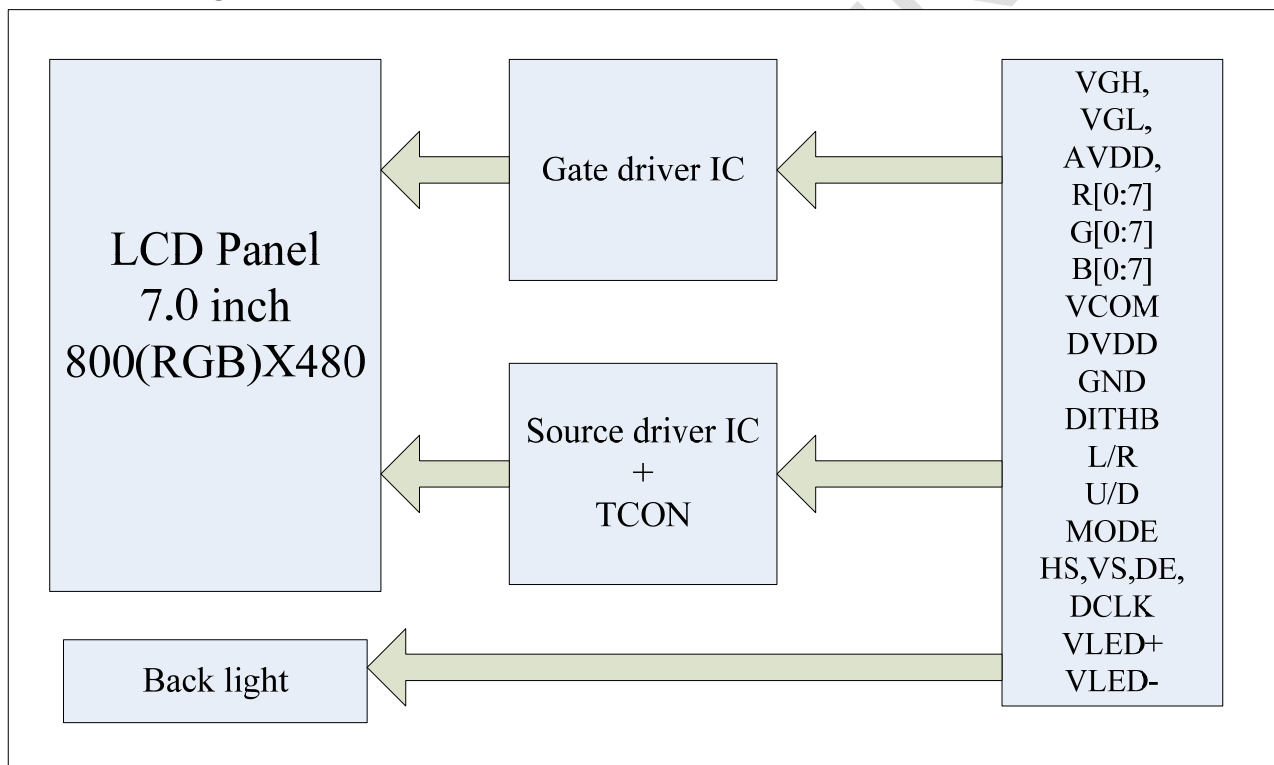 LCD Panel
7.0 inch
800(RGB)X480
Gate driver IC
Source driver IC
+
TCON
Back light
VGH,
VGL,
AVDD,
R[0:7]
G[0:7]
B[0:7]
VCOM
DVDD
GND
DITHB
L/R
U/D
MODE
HS,VS,DE,
DCLK
VLED+
VLED-